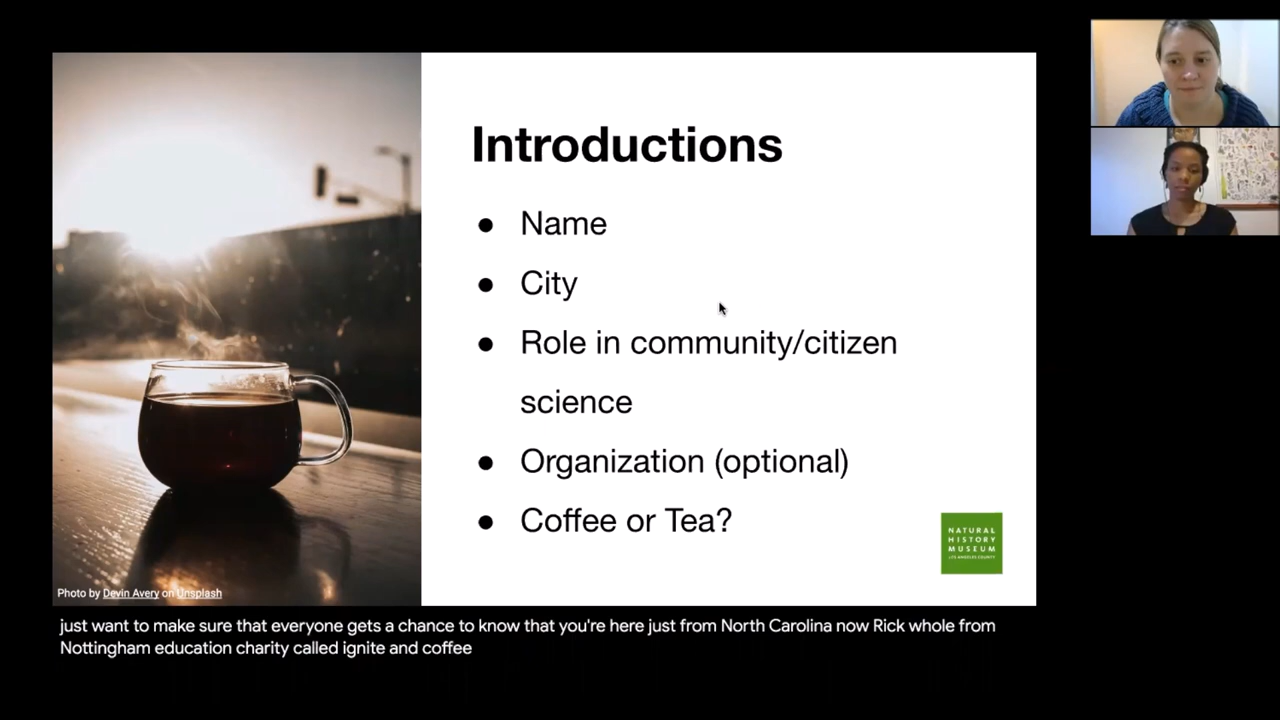 Introductions
● Name
● City
● Role in community/citizen
science
● Organization (optional)
● Coffee or Tea?
NATURAL
HISTORY
MUSEUM
LOS ANGELES COUNTY
Photo by Devin Avery on Unsplash
just want to make sure that everyone gets a chance to know that you're here just from North Carolina now Rick whole from
Nottingham education charity called ignite and coffee